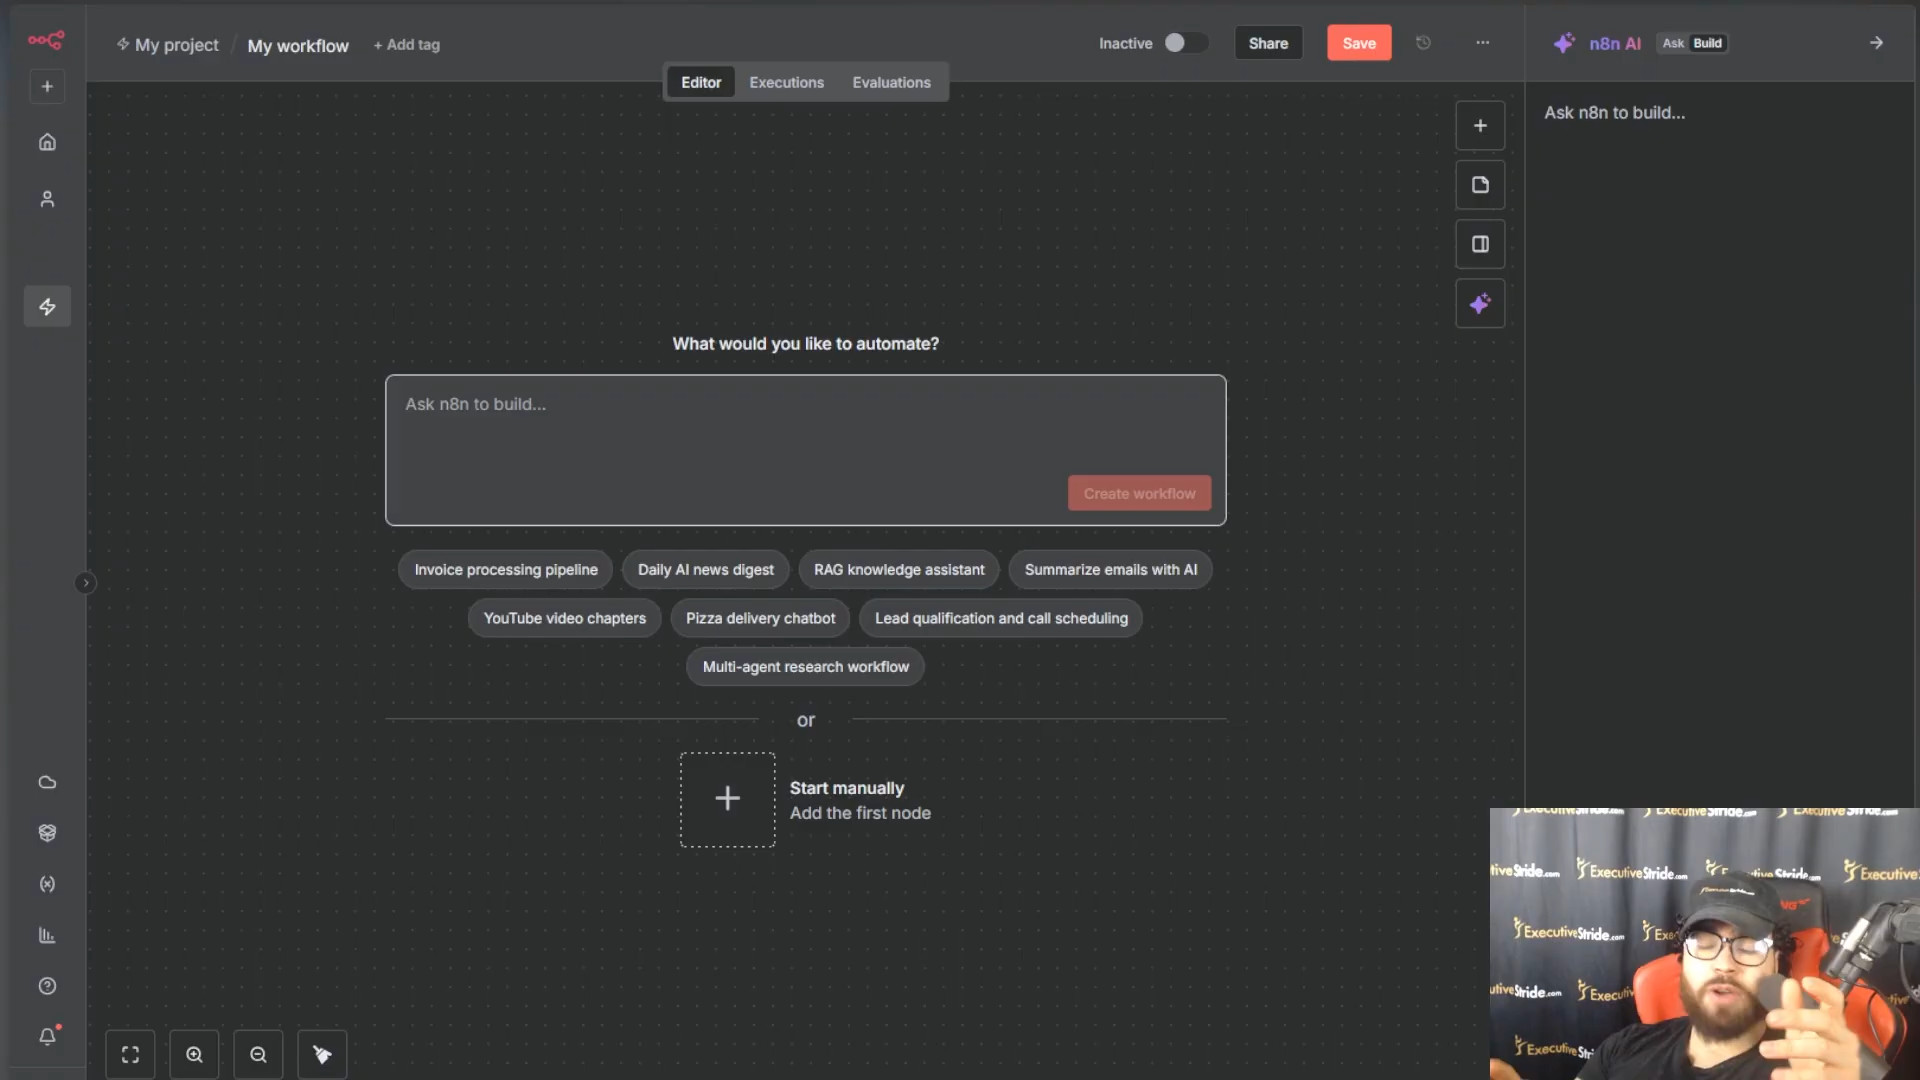 My project / My workflow + Add tag
Inactive
Share
Save
n8n AI
Ask Build
Editor
Executions
Evaluations
Ask n8n to build...
What would you like to automate?
Ask n8n to build...
Create workflow
Invoice processing pipeline
Daily AI news digest
RAG knowledge assistant
Summarize emails with AI
YouTube video chapters
Pizza delivery chatbot
Lead qualification and call scheduling
Multi-agent research workflow
or
Start manually
Add the first node
ExecutiveStride.com
ExecutiveStride.com